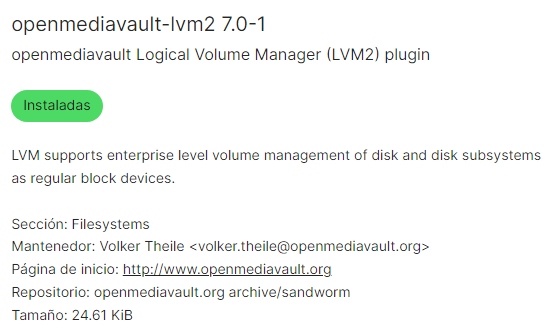 openmediavault-lvm2 7.0-1
openmediavault Logical Volume Manager (LVM2) plugin
Instaladas
LVM supports enterprise level volume management of disk and disk subsystems
as regular block devices.
Sección: Filesystems
Mantenedor: Volker Theile <volker.theile@openmediavault.org>
Página de inicio: http://www.openmediavault.org
Repositorio: openmediavault.org archive/sandworm
Tamaño: 24.61 KiB